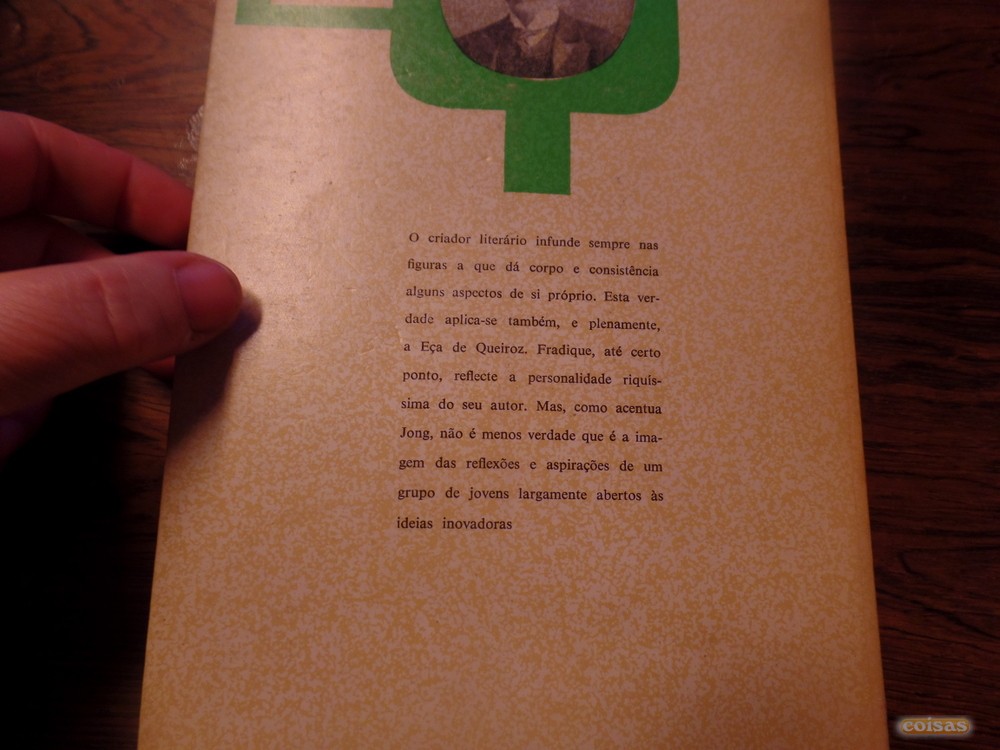 O criador literário infunde sempre nas
figuras a que dá corpo e consistência
alguns aspectos de si próprio. Esta ver-
dade aplica-se também, e plenamente,
a Eça de Queiroz. Fradique, até certo
ponto, reflecte a personalidade riquís-
sima do seu autor. Mas, como acentua
Jong, não é menos verdade que é a ima-
gem das reflexões e aspirações de um
grupo de jovens largamente abertos às
ideias inovadoras
coisas